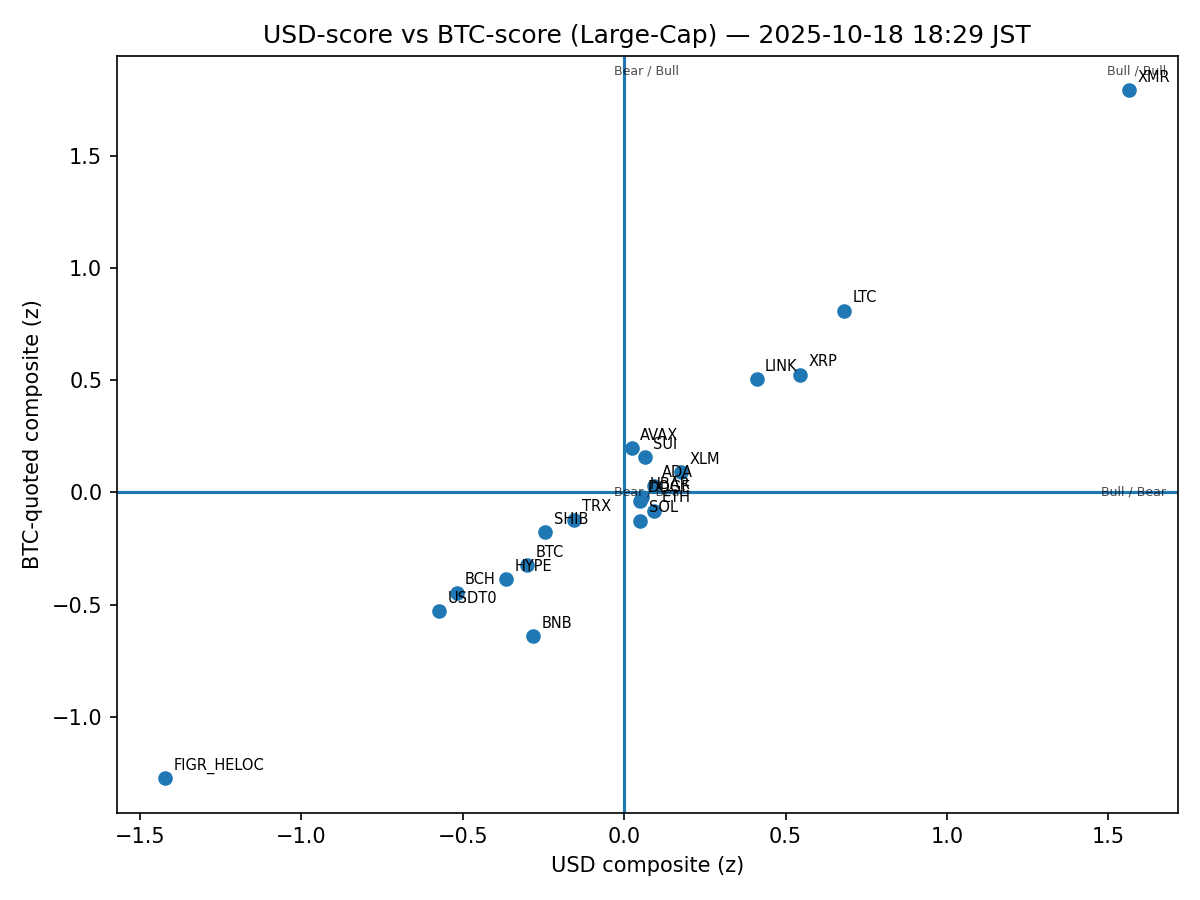 USD-score vs BTC-score (Large-Cap) — 2025-10-18 18:29 JST
Bear / Bull
Bull / Bull
XMR
1.5
1.0
LTC
XRP
LINK
0.5
AVAX
SUI
XLM
ADA
HBAR
0.0
Bear
Bull / Bear
ETH
SOL
TRX
SHIB
BTC
HYPE
BCH
USDT0
−0.5
BNB
−1.0
FIGR_HELOC
−1.5
−1.0
−0.5
0.0
0.5
1.0
1.5
USD composite (z)
BTC-quoted composite (z)